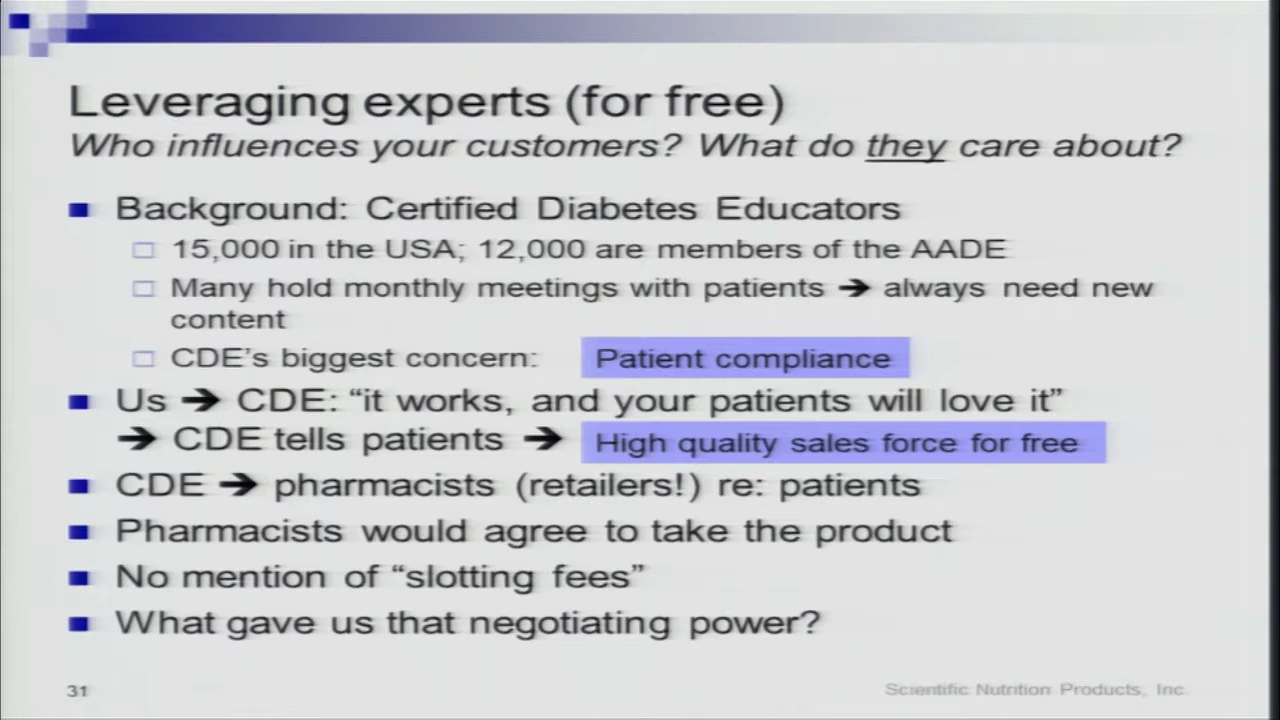 Leveraging experts (for free)
Who influences your customers? What do they care about?
Background: Certified Diabetes Educators
15,000 in the USA; 12,000 are members of the AADE
Many hold monthly meetings with patients ➔ always need new
content
CDE's biggest concern: Patient compliance
Us ➔ CDE: “it works, and your patients will love it”
➔ CDE tells patients ➔ High quality sales force for free
CDE ➔ pharmacists (retailers!) re: patients
Pharmacists would agree to take the product
No mention of “slotting fees”
What gave us that negotiating power?
31
Scientific Nutrition Products, Inc.